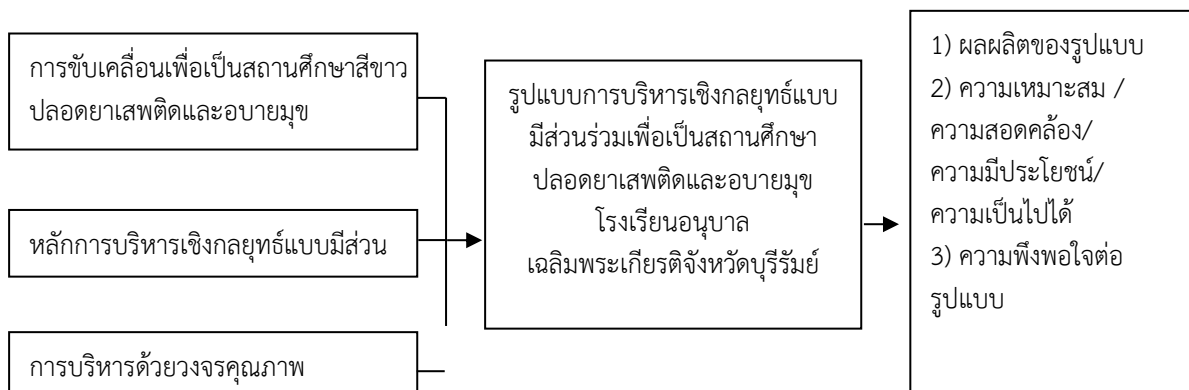 การขับเคลื่อนเพื่อเป็นสถานศึกษาสีขาว
ปลอดยาเสพติดและอบายมุข
หลักการบริหารเชิงกลยุทธ์แบบมีส่วน
การบริหารด้วยวงจรคุณภาพ
รูปแบบการบริหารเชิงกลยุทธ์แบบ
มีส่วนร่วมเพื่อเป็นสถานศึกษา
ปลอดยาเสพติดและอบายมุข
โรงเรียนอนุบาล
เฉลิมพระเกียรติจังหวัดบุรีรัมย์
1) ผลผลิตของรูปแบบ
2) ความเหมาะสม /
ความสอดคล้อง/
ความมีประโยชน์/
ความเป็นไปได้
3) ความพึงพอใจต่อ
รูปแบบ